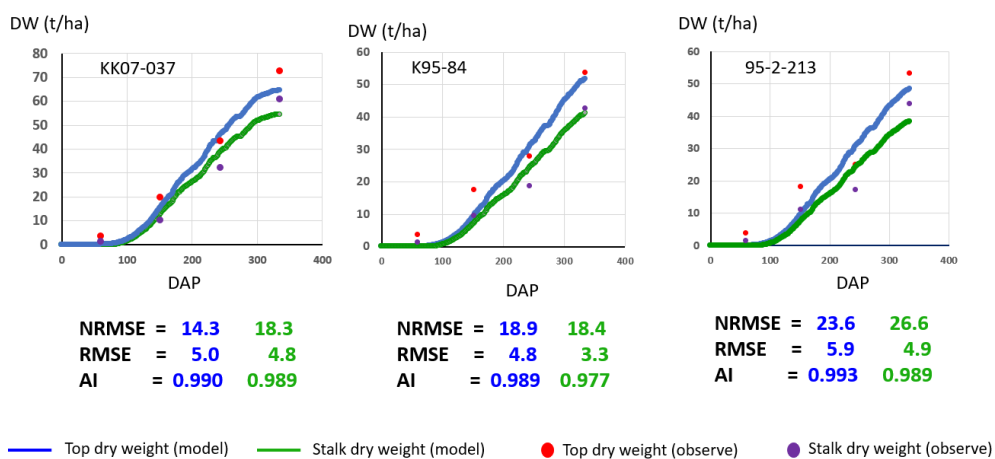 DW (t/ha)
KK07-037
80
70
60
50
40
30
20
10
0
0 100 200 300 400
DAP
DW (t/ha)
K95-84
60
50
40
30
20
10
0
0 100 200 300 400
DAP
DW (t/ha)
95-2-213
60
50
40
30
20
10
0
0 100 200 300 400
DAP
NRMSE = 14.3 18.3
RMSE = 5.0 4.8
AI = 0.990 0.989
NRMSE = 18.9 18.4
RMSE = 4.8 3.3
AI = 0.989 0.977
NRMSE = 23.6 26.6
RMSE = 5.9 4.9
AI = 0.993 0.989
Top dry weight (model) Stalk dry weight (model) Top dry weight (observe) Stalk dry weight (observe)